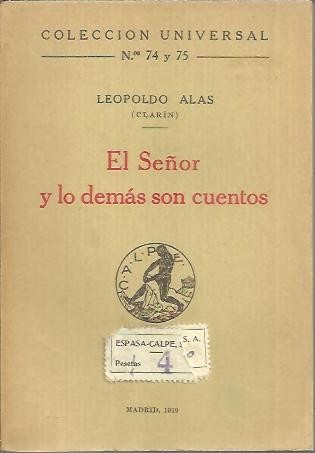 COLECCION UNIVERSAL
N.os 74 y 75
LEOPOLDO ALAS
(CLARÍN)
El Señor
y lo demás son cuentos
C·A·L·P·E·
ESPASA-CALPE, S. A.
Pesetas 4
MADRID, 1919